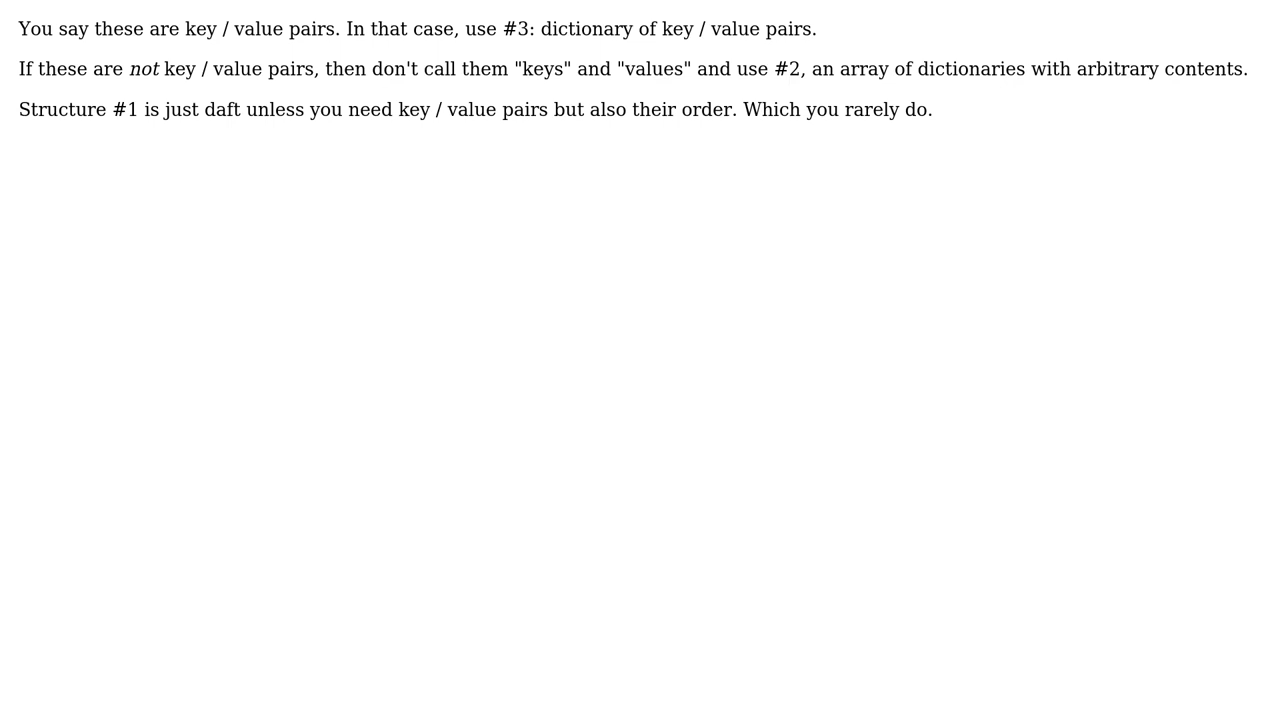 You say these are key / value pairs. In that case, use #3: dictionary of key / value pairs.
If these are not key / value pairs, then don't call them "keys" and "values" and use #2, an array of dictionaries with arbitrary contents.
Structure #1 is just daft unless you need key / value pairs but also their order. Which you rarely do.